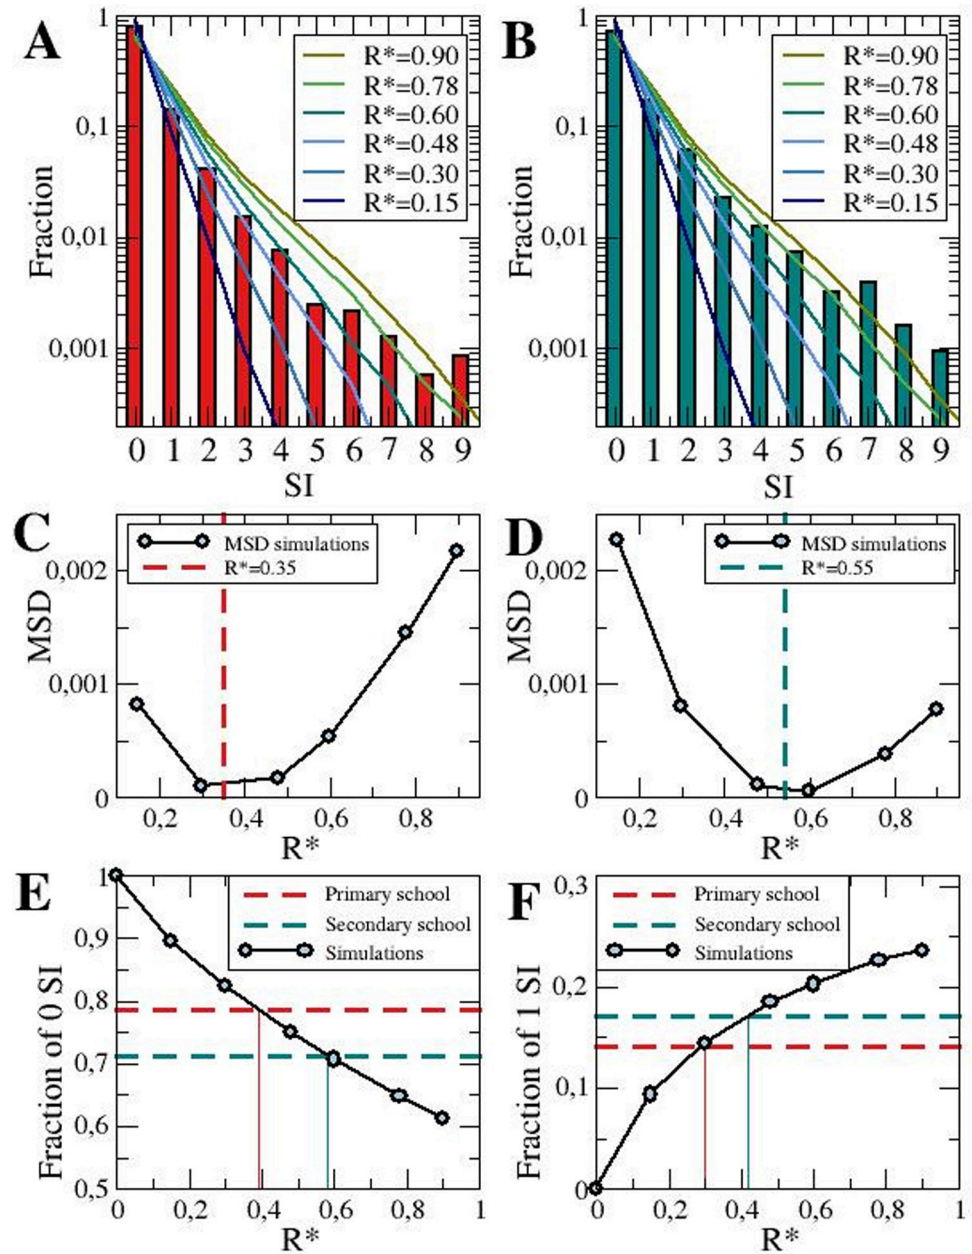 A
1
0,1
0,01
0,001
Fraction
R*=0.90
R*=0.78
R*=0.60
R*=0.48
R*=0.30
R*=0.15
0 1 2 3 4 5 6 7 8 9
SI
B
1
0,1
0,01
0,001
Fraction
R*=0.90
R*=0.78
R*=0.60
R*=0.48
R*=0.30
R*=0.15
0 1 2 3 4 5 6 7 8 9
SI
C
MSD
0,002
0,001
0
MSD simulations
R*=0.35
0,2 0,4 0,6 0,8
R*
D
MSD
0,002
0,001
0
MSD simulations
R*=0.55
0,2 0,4 0,6 0,8
R*
E
Fraction of 0 SI
1
0,9
0,8
0,7
0,6
0,5
Primary school
Secondary school
Simulations
0 0,2 0,4 0,6 0,8 1
R*
F
Fraction of 1 SI
0,3
0,2
0,1
0
Primary school
Secondary school
Simulations
0 0,2 0,4 0,6 0,8 1
R*